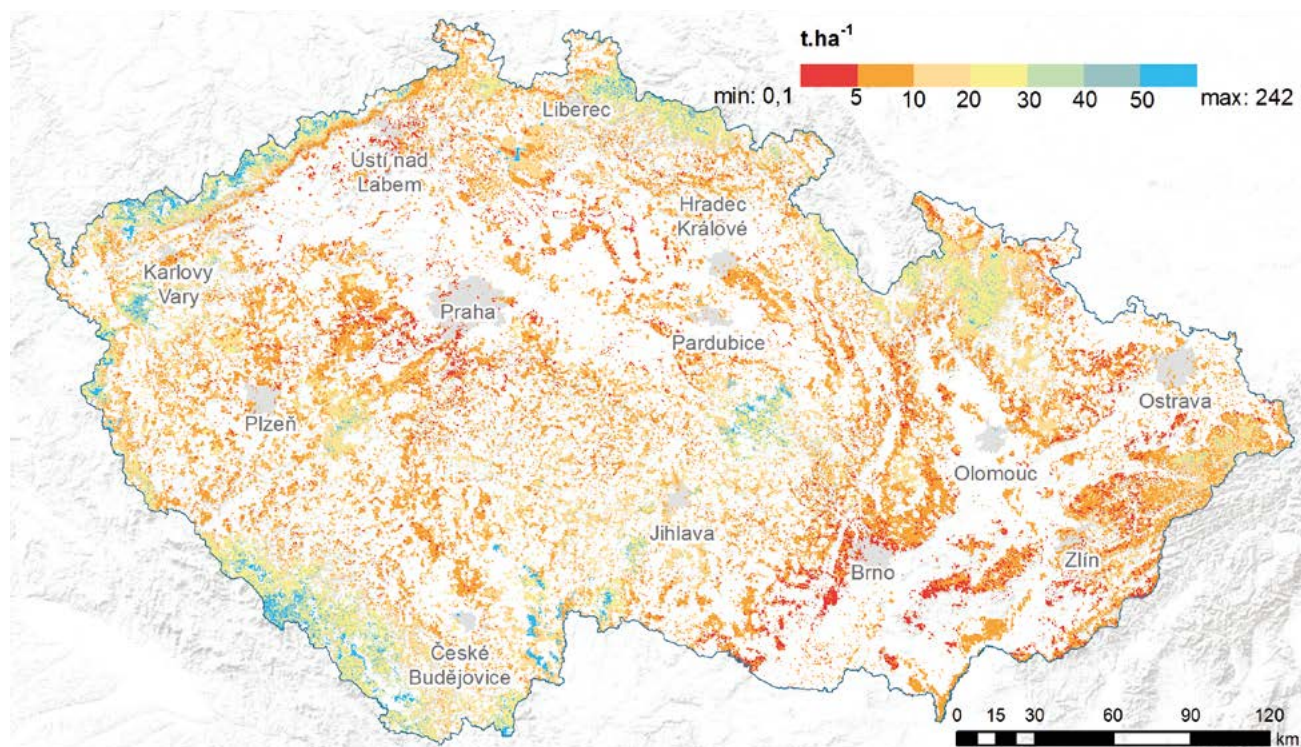 t.ha⁻¹
min: 0,1 5 10 20 30 40 50 max: 242
Liberec
Ústí nad
Labem
Hradec
Králové
Karlovy
Vary
Praha
Pardubice
Plzeň
Ostrava
Olomouc
Jihlava
Brno
Zlín
České
Budějovice
0 15 30 60 90 120
km